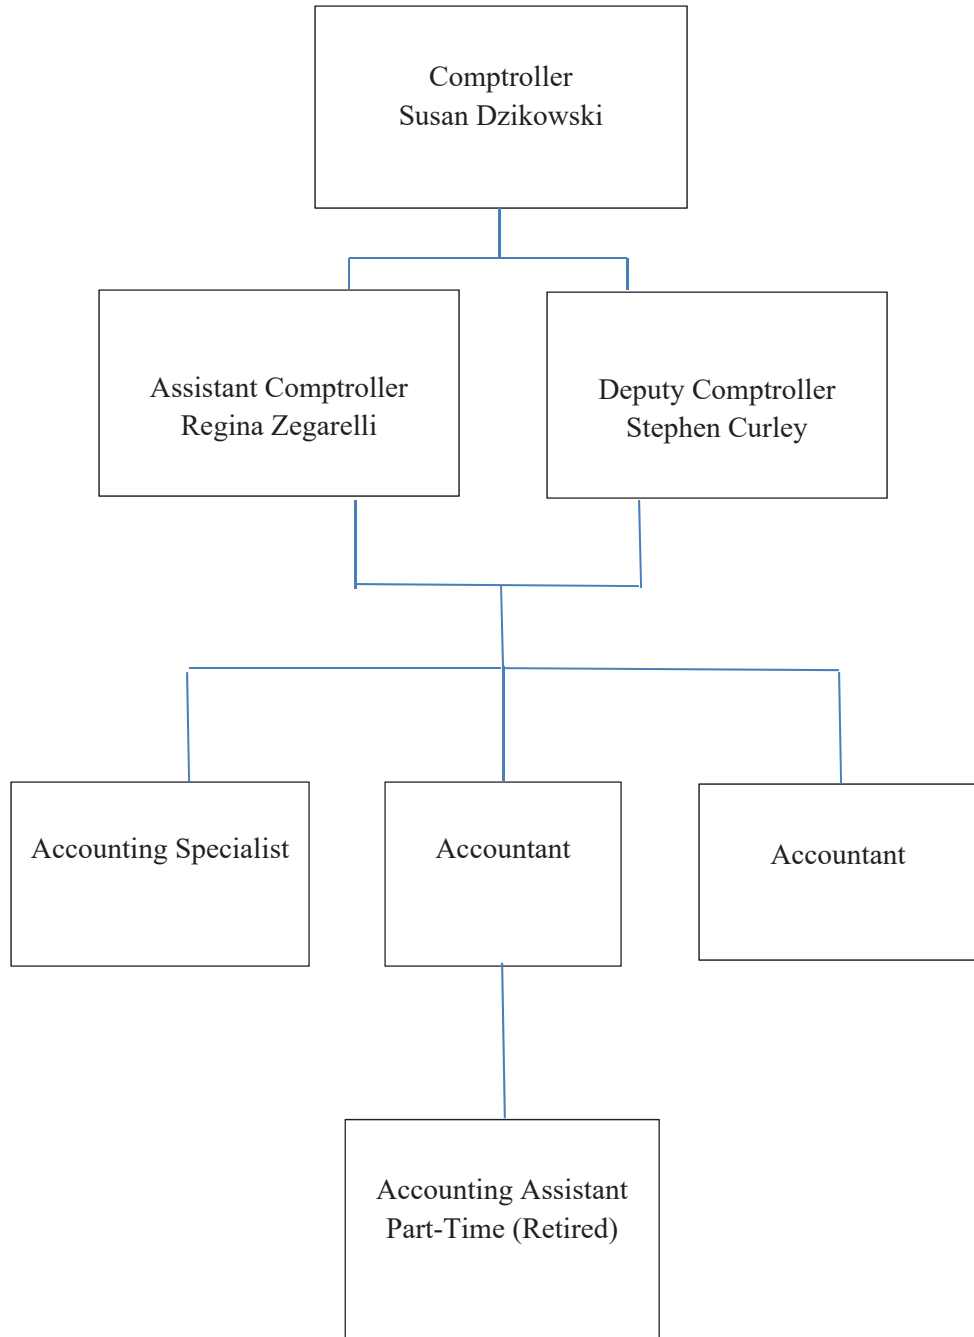 Comptroller
Susan Dzikowski
Assistant Comptroller
Regina Zegarelli
Deputy Comptroller
Stephen Curley
Accounting Specialist
Accountant
Accountant
Accounting Assistant
Part-Time (Retired)